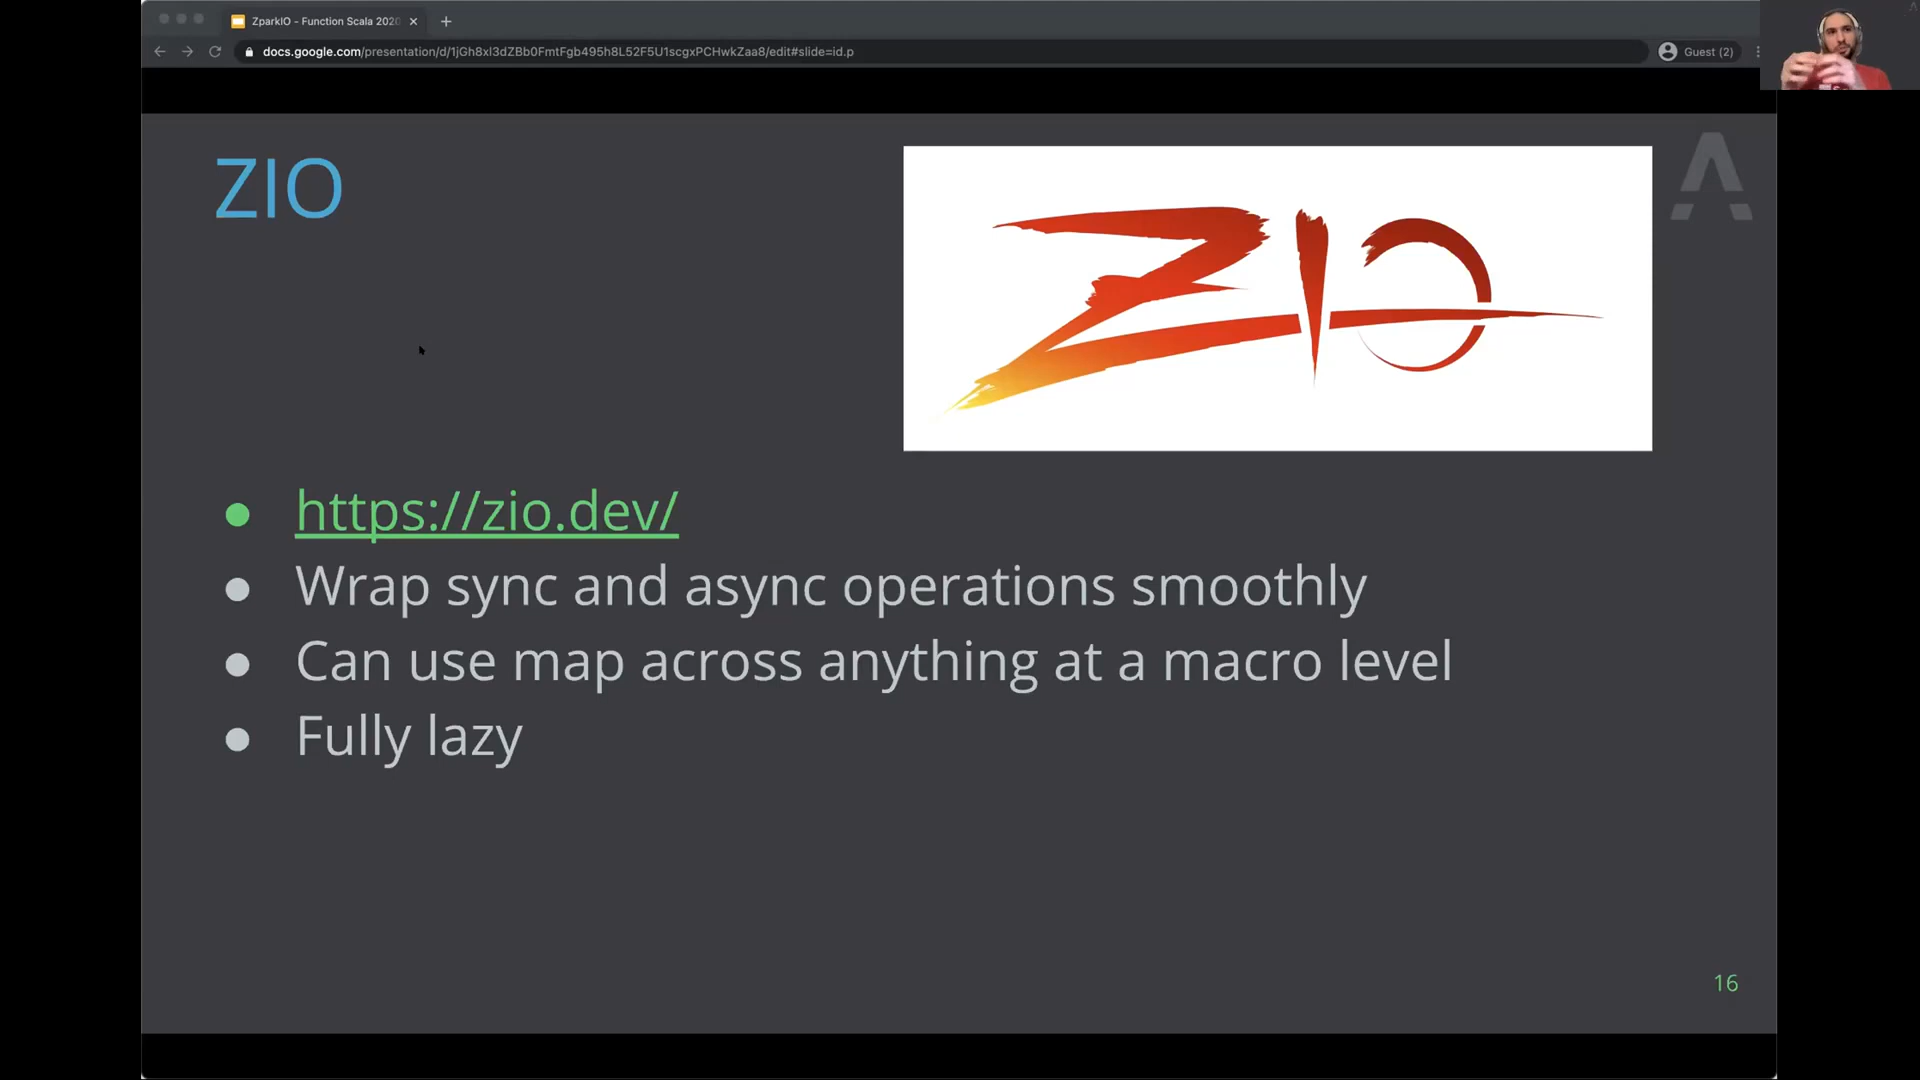 ZparkIO - Function Scala 2020
docs.google.com/presentation/d/1jGh8xI3dZBb0FmtFgb495h8L52F5U1scgxPCHwkZaa8/edit#slide=id.p
Guest (2)
ZIO
ZIO
https://zio.dev/
Wrap sync and async operations smoothly
Can use map across anything at a macro level
Fully lazy
16